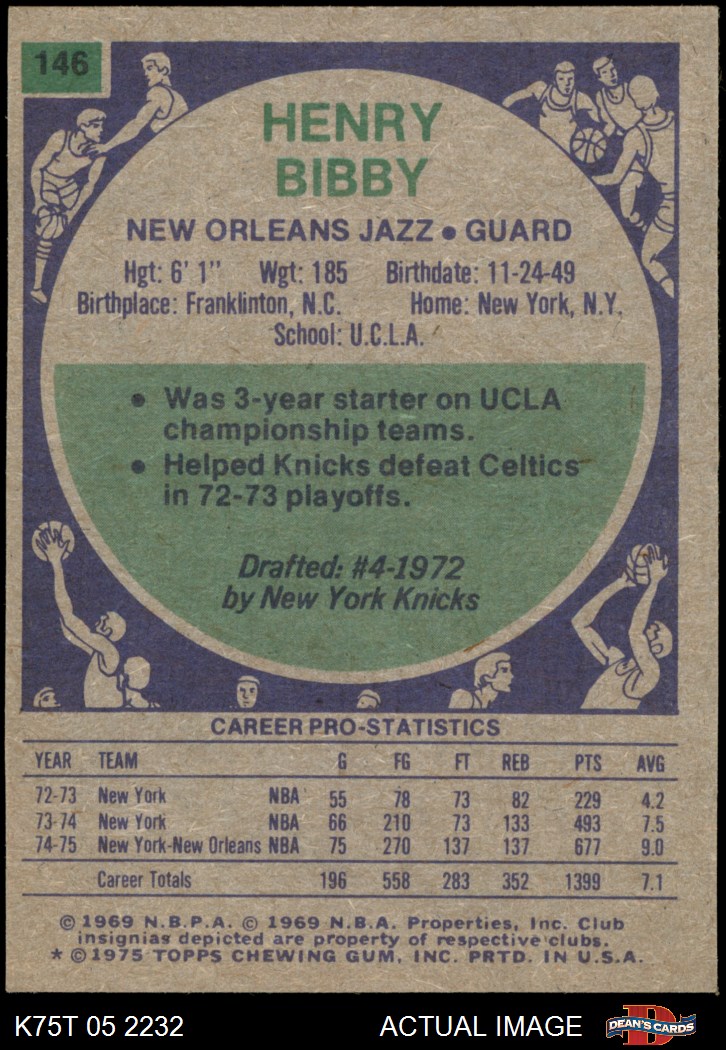 146
HENRY
BIBBY
NEW ORLEANS JAZZ • GUARD
Hgt: 6' 1" Wgt: 185 Birthdate: 11-24-49
Birthplace: Franklinton, N.C. Home: New York, N.Y.
School: U.C.L.A.
• Was 3-year starter on UCLA
championship teams.
• Helped Knicks defeat Celtics
in 72-73 playoffs.
Drafted: #4-1972
by New York Knicks
CAREER PRO-STATISTICS
YEAR TEAM G FG FT REB PTS AVG
72-73 New York NBA 55 78 73 82 229 4.2
73-74 New York NBA 66 210 73 133 493 7.5
74-75 New York-New Orleans NBA 75 270 137 137 677 9.0
Career Totals 196 558 283 352 1399 7.1
© 1969 N.B.P.A. © 1969 N.B.A. Properties, Inc. Club
insignias depicted are property of respective clubs.
* © 1975 TOPPS CHEWING GUM, INC. PRTD. IN U.S.A.
K75T 05 2232 ACTUAL IMAGE D DEAN'S CARDS